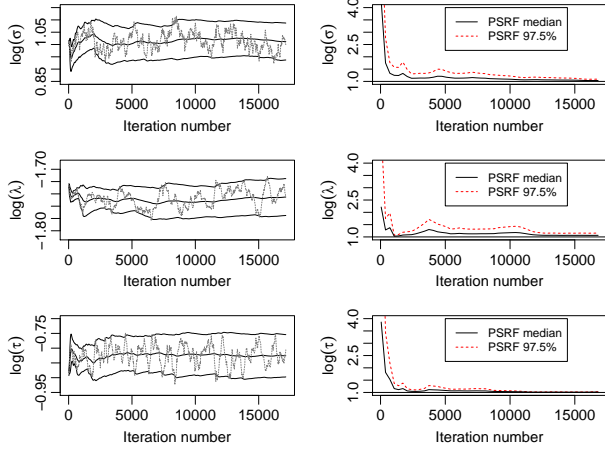 log(σ)
0.85
1.05
0
5000
10000
15000
Iteration number
log(σ)
1.0
2.5
4.0
PSRF median
PSRF 97.5%
0
5000
10000
15000
Iteration number
log(λ)
−1.80
−1.70
0
5000
10000
15000
Iteration number
log(λ)
1.0
2.5
4.0
PSRF median
PSRF 97.5%
0
5000
10000
15000
Iteration number
log(τ)
−0.95
−0.75
0
5000
10000
15000
Iteration number
log(τ)
1.0
2.5
4.0
PSRF median
PSRF 97.5%
0
5000
10000
15000
Iteration number